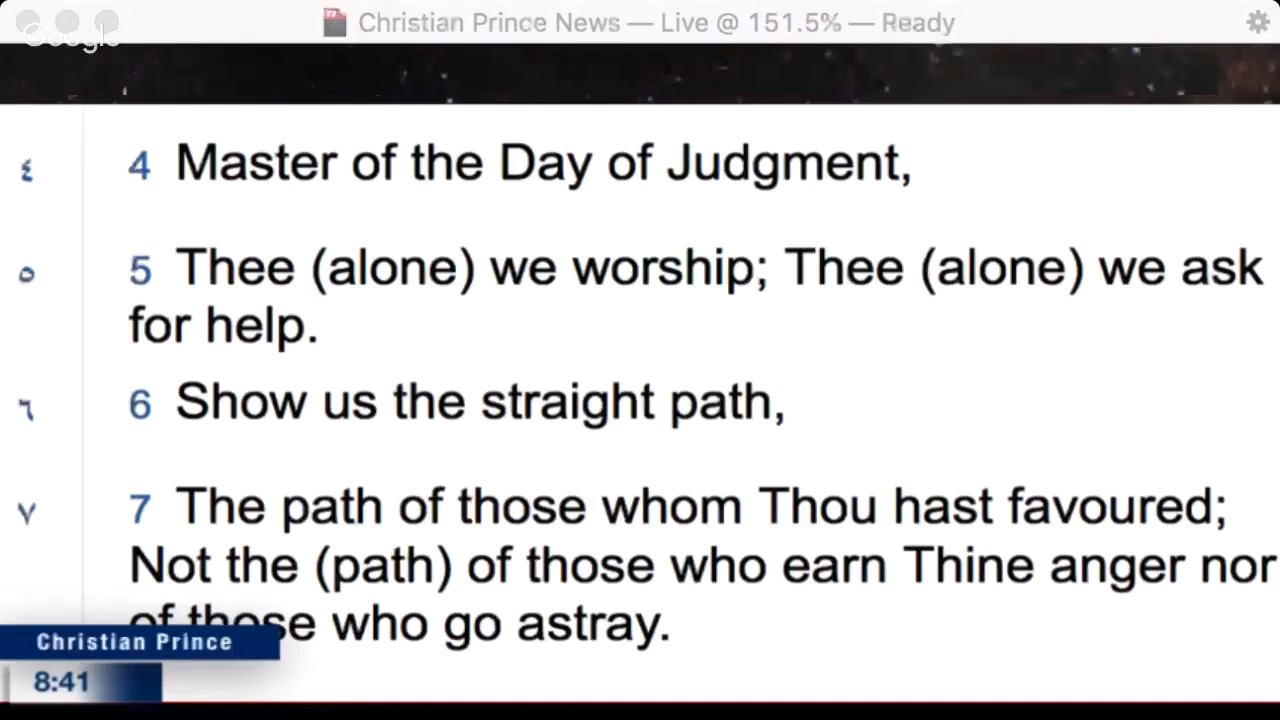 Christian Prince News — Live @ 151.5% — Ready
Google
٤ 4 Master of the Day of Judgment,
٥ 5 Thee (alone) we worship; Thee (alone) we ask
for help.
٦ 6 Show us the straight path,
٧ 7 The path of those whom Thou hast favoured;
Not the (path) of those who earn Thine anger nor
of those who go astray.
Christian Prince
8:41